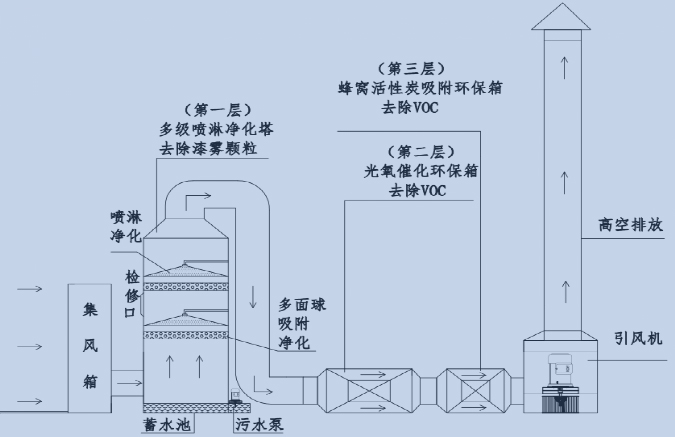 （第三层）
蜂窝活性炭吸附环保箱
去除VOC
（第一层）
多级喷淋净化塔
去除漆雾颗粒
（第二层）
光氧催化环保箱
去除VOC
喷淋
净化
高空排放
检
修
口
多面球
吸附
净化
集
风
箱
引风机
蓄水池
污水泵